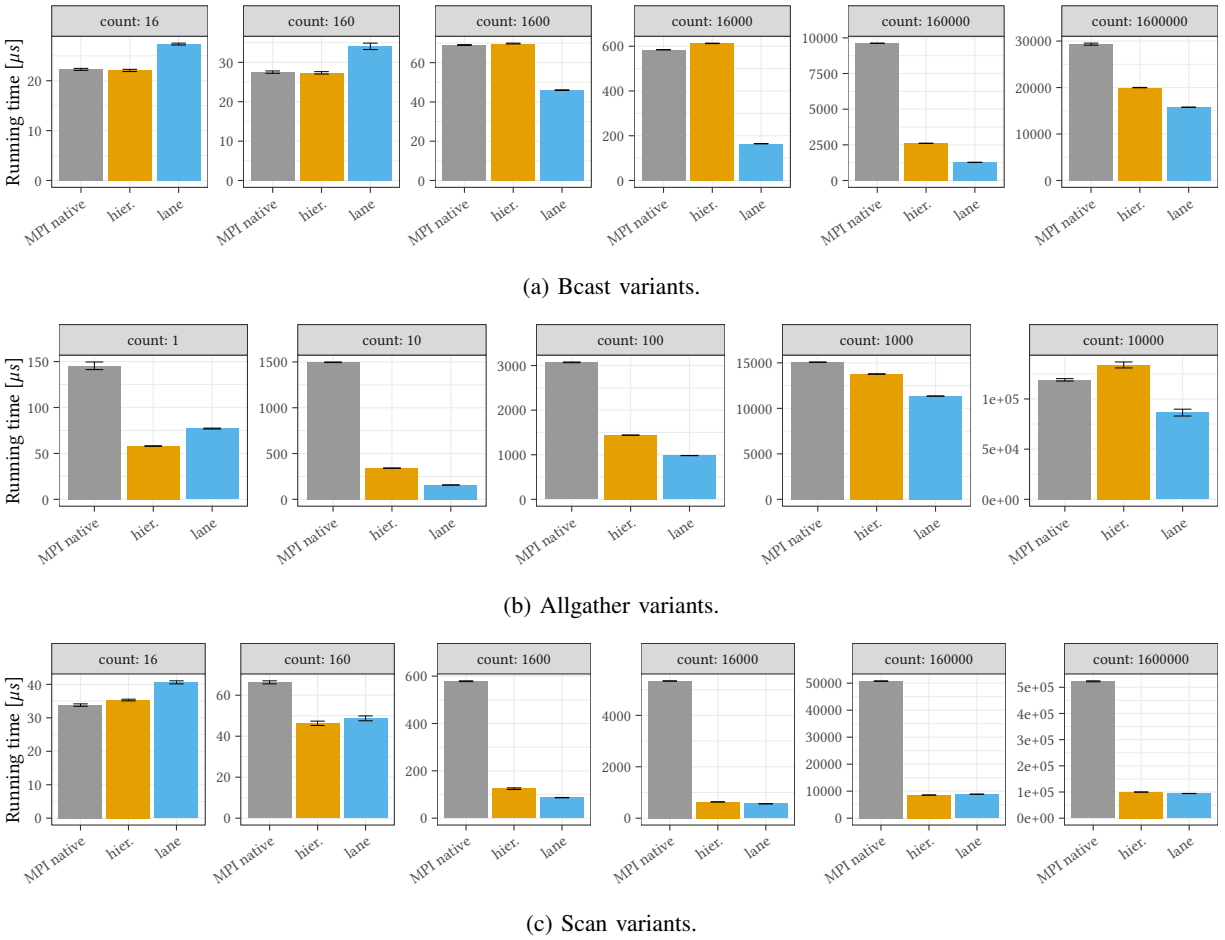 count: 16 count: 160 count: 1600 count: 16000 count: 160000 count: 1600000
Running time [µs]
20 10 0
30 20 10 0
60 40 20 0
600 400 200 0
10000 7500 5000 2500 0
30000 20000 10000 0
MPI native hier. lane MPI native hier. lane MPI native hier. lane MPI native hier. lane MPI native hier. lane MPI native hier. lane
(a) Bcast variants.
count: 1 count: 10 count: 100 count: 1000 count: 10000
Running time [µs]
150 100 50 0
1500 1000 500 0
3000 2000 1000 0
15000 10000 5000 0
1e+05 5e+04 0e+00
MPI native hier. lane MPI native hier. lane MPI native hier. lane MPI native hier. lane MPI native hier. lane
(b) Allgather variants.
count: 16 count: 160 count: 1600 count: 16000 count: 160000 count: 1600000
Running time [µs]
40 30 20 10 0
60 40 20 0
600 400 200 0
4000 2000 0
50000 40000 30000 20000 10000 0
5e+05 4e+05 3e+05 2e+05 1e+05 0e+00
MPI native hier. lane MPI native hier. lane MPI native hier. lane MPI native hier. lane MPI native hier. lane MPI native hier. lane
(c) Scan variants.